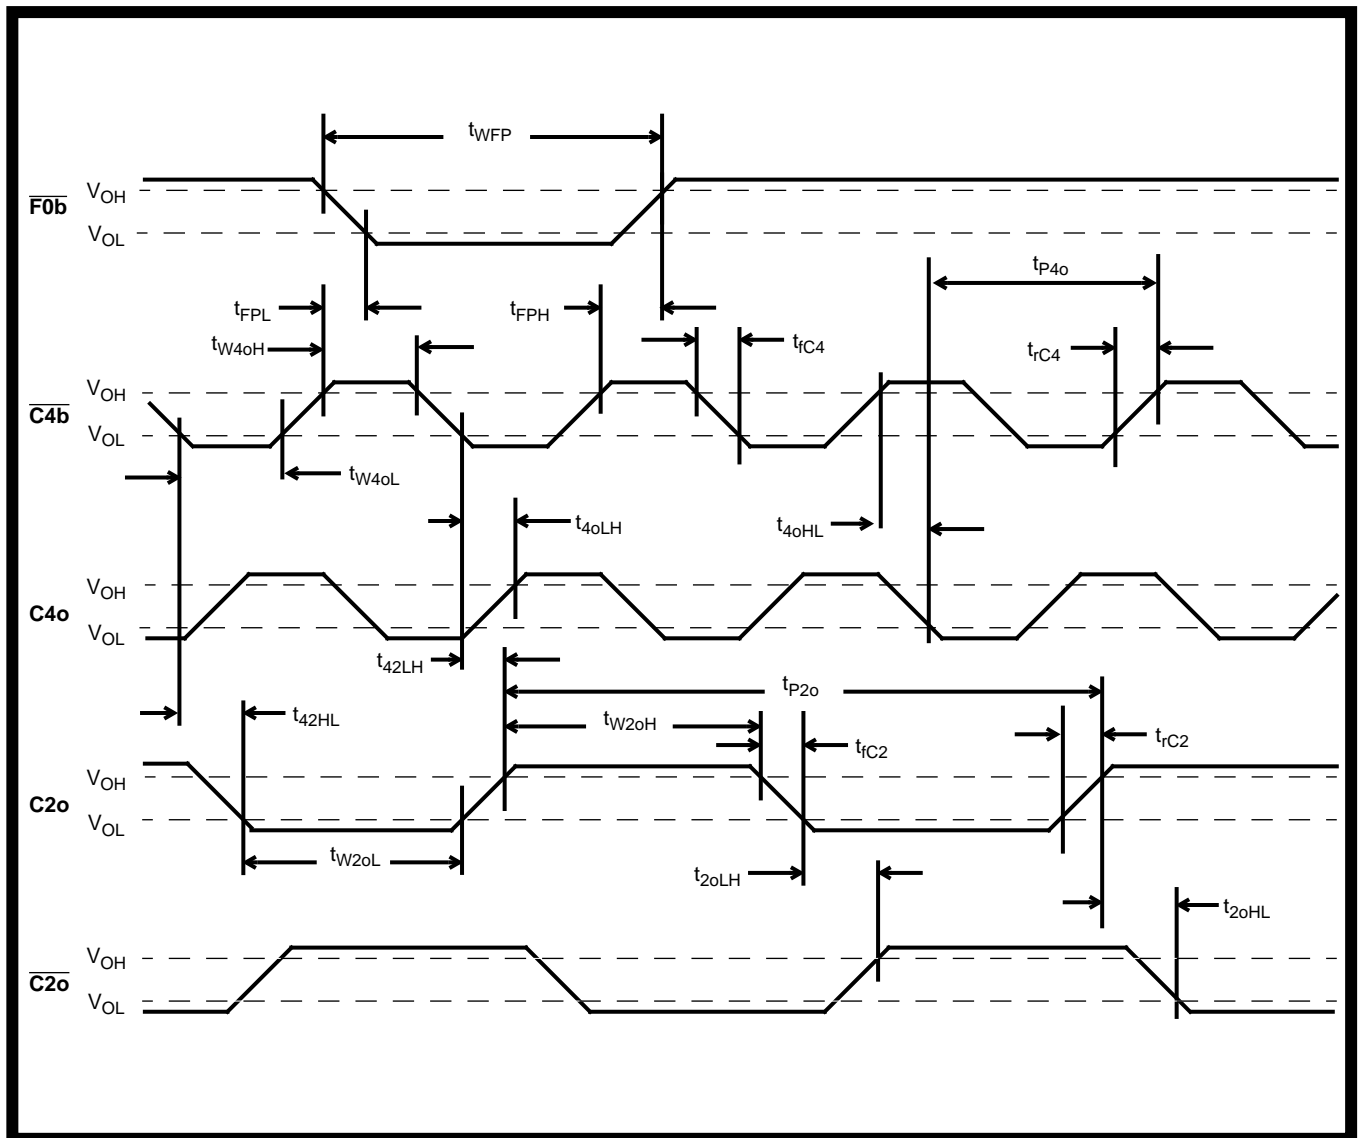 tWFP
VOH
F0b
VOL
tP4o
tFPL
tFPH
tW4oH
tfC4
trC4
VOH
C4b
VOL
tW4oL
t4oLH
t4oHL
VOH
C4o
VOL
t42LH
tP2o
t42HL
tW2oH
trC2
tfC2
VOH
C2o
VOL
tW2oL
t2oLH
t2oHL
VOH
C2o
VOL